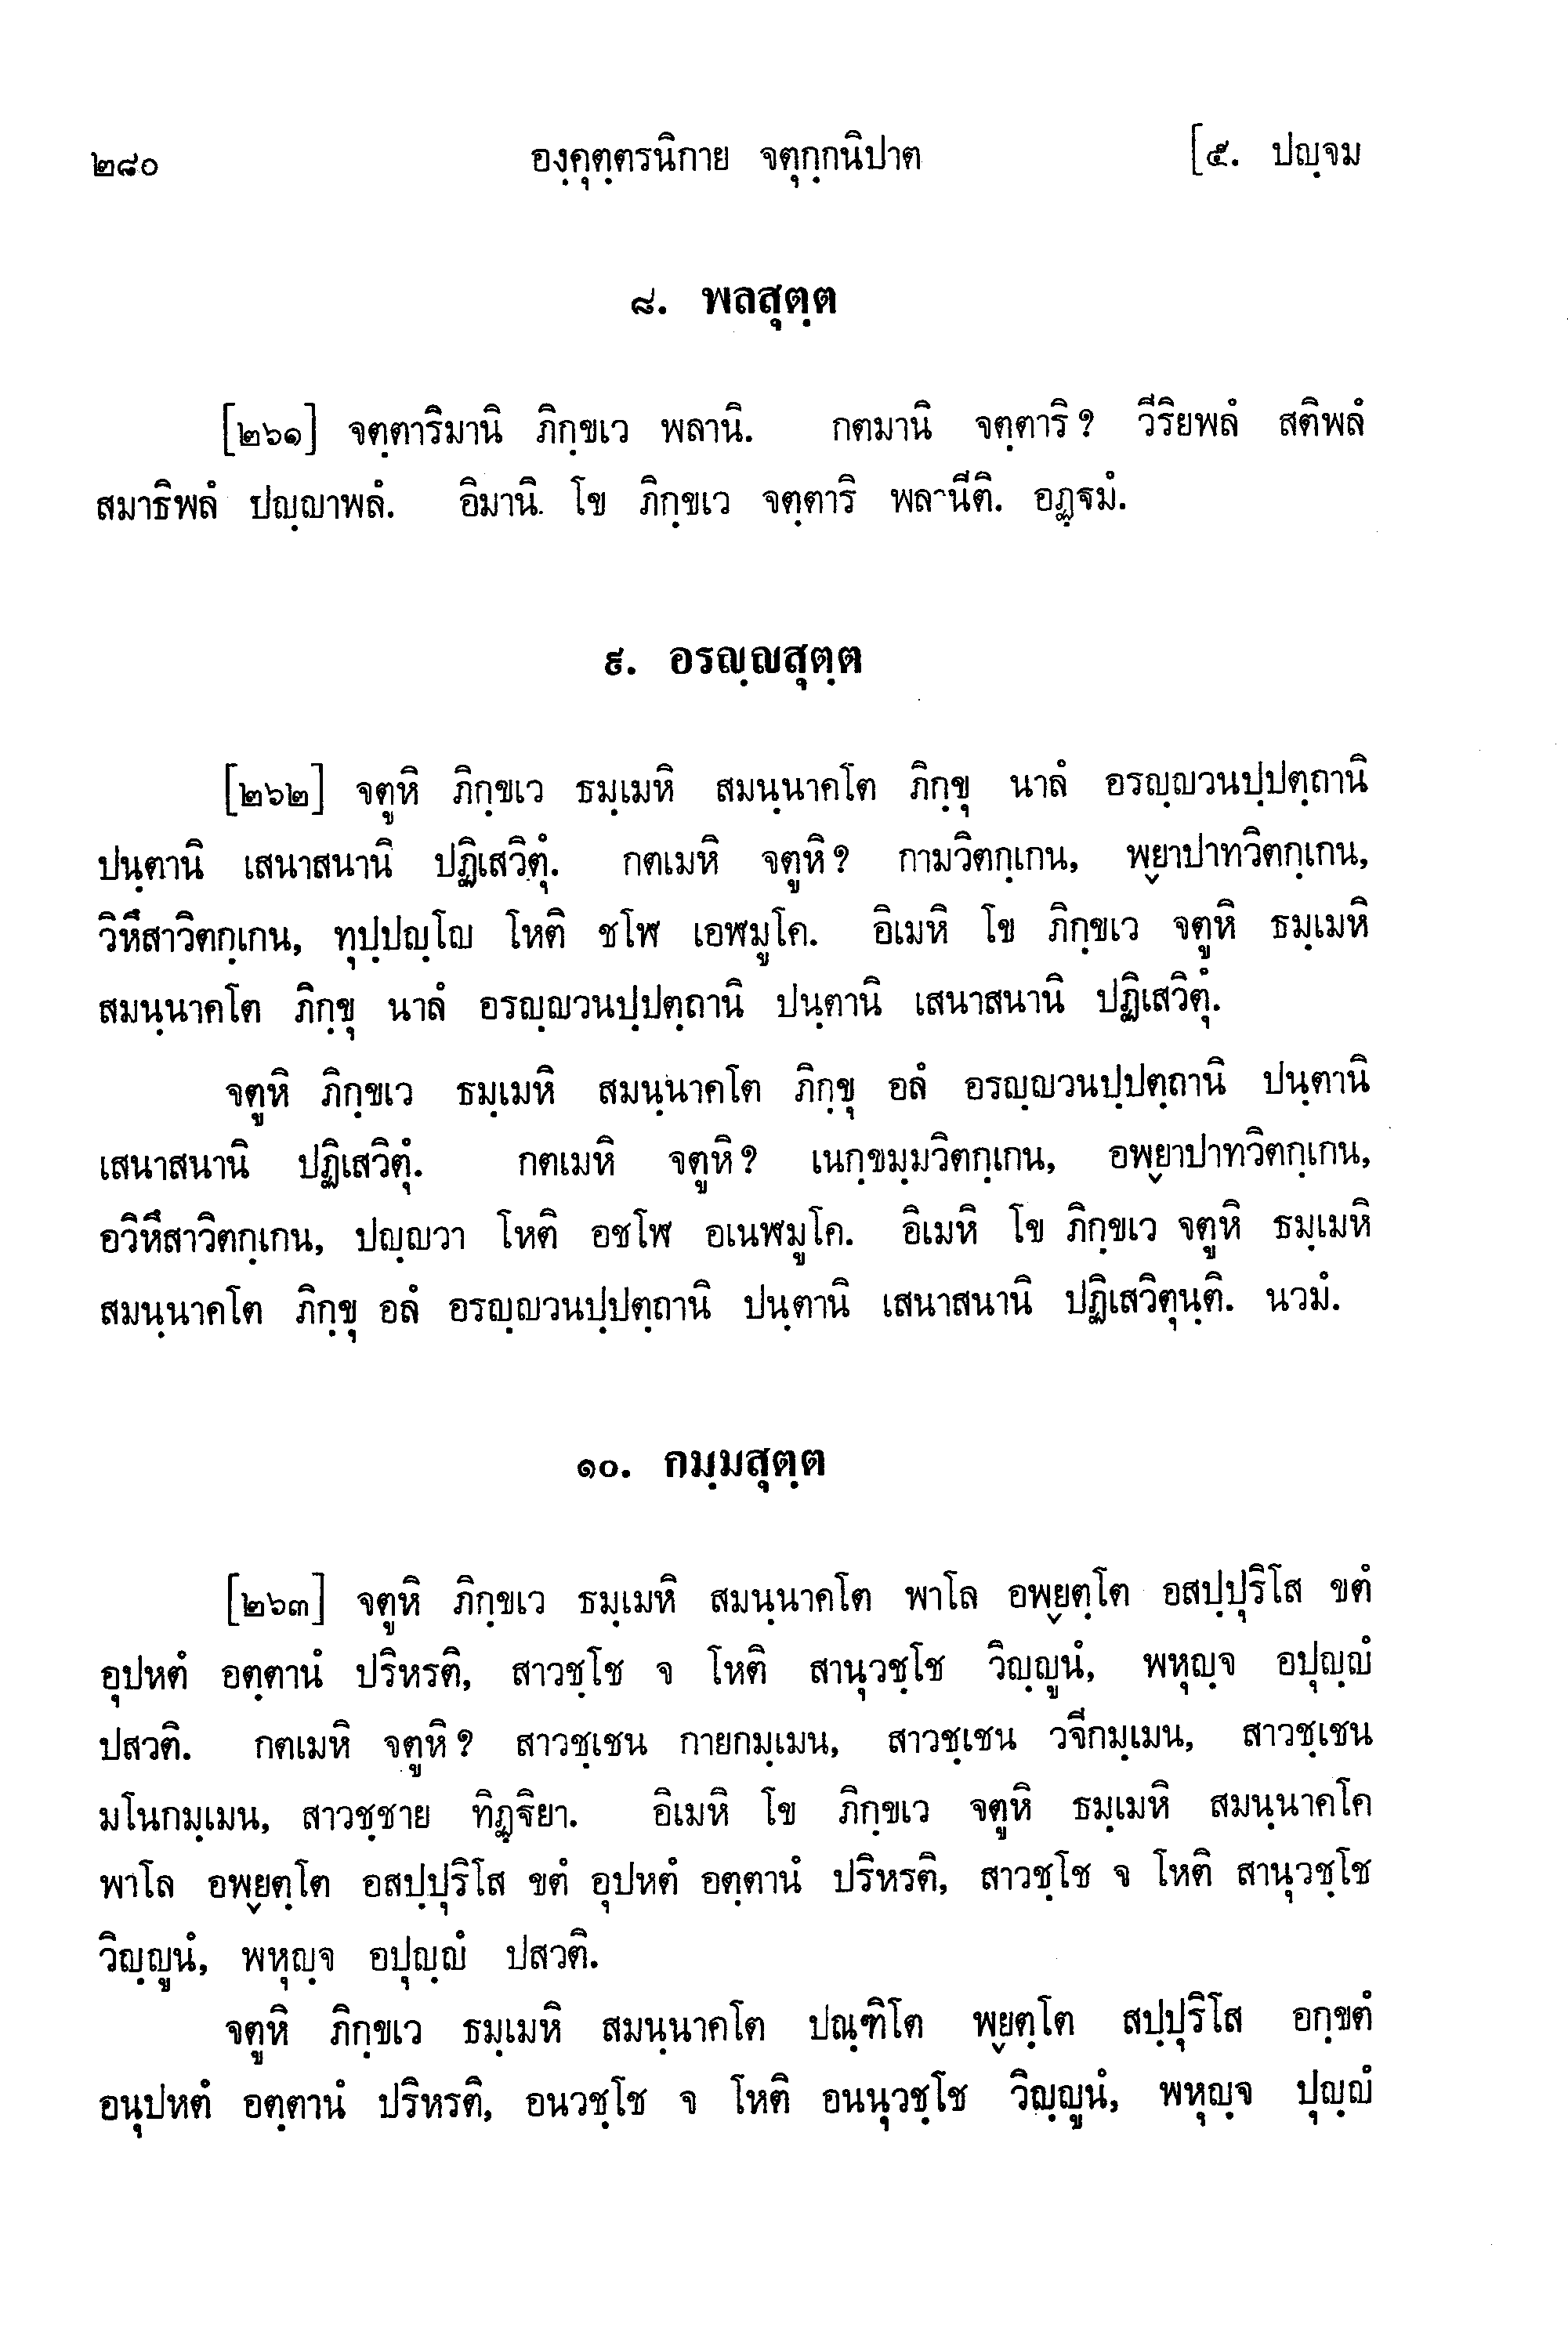 ๒๘๐ องฺคุตฺตรนิกาย จตุกฺกนิปาต [๕. ปญฺจม
๘. พลสุตฺต
[๒๖๑] จตฺตาริมานิ ภิกฺขเว พลานิ. กตมานิ จตฺตาริ? วีริยพลํ สติพลํ
สมาธิพลํ ปญฺญาพลํ. อิมานิ โข ภิกฺขเว จตฺตาริ พลานีติ. อฏฺฐมํ.
๙. อรญฺญสุตฺต
[๒๖๒] จตูหิ ภิกฺขเว ธมฺเมหิ สมนฺนาคโต ภิกฺขุ นาลํ อรญฺญวนปฺปตฺถานิ
ปนฺตานิ เสนาสนานิ ปฏิเสวิตุํ. กตเมหิ จตูหิ? กามวิตกฺเกน, พฺยาปาทวิตกฺเกน,
วิหึสาวิตกฺเกน, ทุปฺปญฺโญ โหติ ชโฬ เอฬมูโค. อิเมหิ โข ภิกฺขเว จตูหิ ธมฺเมหิ
สมนฺนาคโต ภิกฺขุ นาลํ อรญฺญวนปฺปตฺถานิ ปนฺตานิ เสนาสนานิ ปฏิเสวิตุํ.
จตูหิ ภิกฺขเว ธมฺเมหิ สมนฺนาคโต ภิกฺขุ อลํ อรญฺญวนปฺปตฺถานิ ปนฺตานิ
เสนาสนานิ ปฏิเสวิตุํ. กตเมหิ จตูหิ? เนกฺขมฺมวิตกฺเกน, อพฺยาปาทวิตกฺเกน,
อวิหึสาวิตกฺเกน, ปญฺญวา โหติ อชโฬ อเนฬมูโค. อิเมหิ โข ภิกฺขเว จตูหิ ธมฺเมหิ
สมนฺนาคโต ภิกฺขุ อลํ อรญฺญวนปฺปตฺถานิ ปนฺตานิ เสนาสนานิ ปฏิเสวิตุนฺติ. นวมํ.
๑๐. กมฺมสุตฺต
[๒๖๓] จตูหิ ภิกฺขเว ธมฺเมหิ สมนฺนาคโต พาโล อพฺยตฺโต อสปฺปุริโส ขตํ
อุปหตํ อตฺตานํ ปริหรติ, สาวชฺโช จ โหติ สานุวชฺโช วิญฺญูนํ, พหุญฺจ อปุญฺญํ
ปสวติ. กตเมหิ จตูหิ? สาวชฺเชน กายกมฺเมน, สาวชฺเชน วจีกมฺเมน, สาวชฺเชน
มโนกมฺเมน, สาวชฺชาย ทิฏฺฐิยา. อิเมหิ โข ภิกฺขเว จตูหิ ธมฺเมหิ สมนฺนาคโค
พาโล อพฺยตฺโต อสปฺปุริโส ขตํ อุปหตํ อตฺตานํ ปริหรติ, สาวชฺโช จ โหติ สานุวชฺโช
วิญฺญูนํ, พหุญฺจ อปุญฺญํ ปสวติ.
จตูหิ ภิกฺขเว ธมฺเมหิ สมนฺนาคโต ปณฺฑิโต พฺยตฺโต สปฺปุริโส อกฺขตํ
อนุปหตํ อตฺตานํ ปริหรติ, อนวชฺโช จ โหติ อนนุวชฺโช วิญฺญูนํ, พหุญฺจ ปุญฺญํ